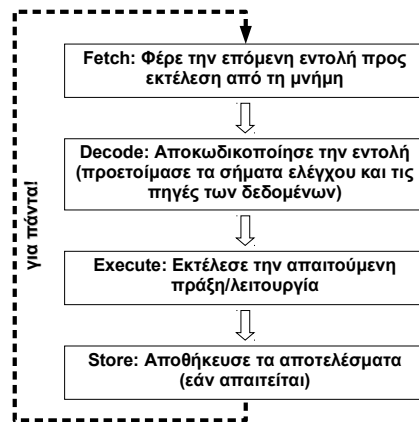 Fetch: Φέρε την επόμενη εντολή προς
εκτέλεση από τη μνήμη
Decode: Αποκωδικοποίησε την εντολή
(προετοίμασε τα σήματα ελέγχου και τις
πηγές των δεδομένων)
Execute: Εκτέλεσε την απαιτούμενη
πράξη/λειτουργία
Store: Αποθήκευσε τα αποτελέσματα
(εάν απαιτείται)
για πάντα!